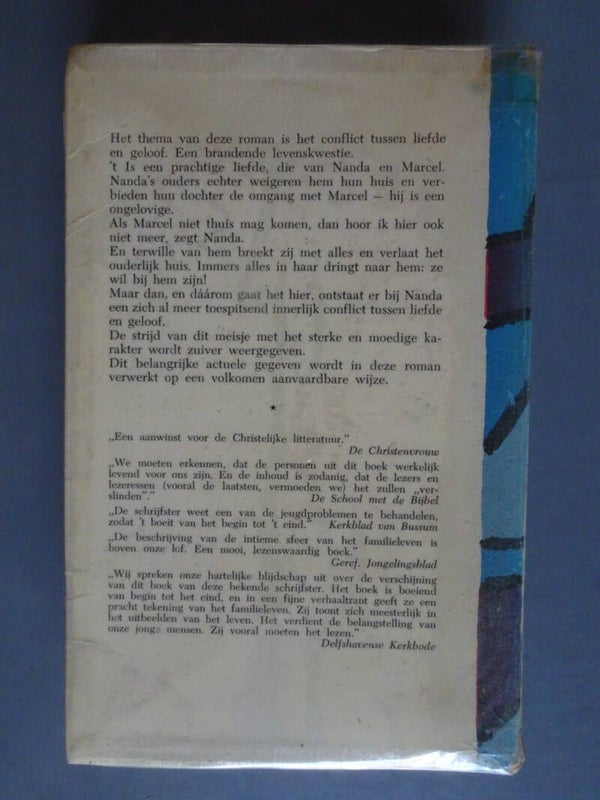 Het thema van deze roman is het conflict tussen liefde
en geloof. Een brandende levenskwestie.
't Is een prachtige liefde, die van Nanda en Marcel.
Nanda's ouders echter weigeren hem hun huis en ver-
bieden hun dochter de omgang met Marcel — hij is een
ongelovige.
Als Marcel niet thuis mag komen, dan hoor ik hier ook
niet meer, zegt Nanda.
En terwille van hem breekt zij met alles en verlaat het
ouderlijk huis. Immers alles in haar dringt naar hem: ze
wil bij hem zijn!
Maar dan, en dáárom gaat het hier, ontstaat er bij Nanda
een zich al meer toespitsend innerlijk conflict tussen liefde
en geloof.
De strijd van dit meisje met het sterke en moedige ka-
rakter wordt zuiver weergegeven.
Dit belangrijke actuele gegeven wordt in deze roman
verwerkt op een volkomen aanvaardbare wijze.
★
„Een aanwinst voor de Christelijke litteratuur."
De Christenvrouw
„We moeten erkennen, dat de personen uit dit boek werkelijk
levend voor ons zijn. En de inhoud is zodanig, dat de lezers en
lezeressen (vooral de laatsten, vermoeden we) het zullen „ver-
slinden"." De School met de Bijbel
„De schrijfster weet een van de jeugdproblemen te behandelen,
zodat 't boeit van het begin tot 't eind." Kerkblad van Bussum
„De beschrijving van de intieme sfeer van het familieleven is
boven onze lof. Een mooi, lezenswaardig boek."
Geref. Jongelingsblad
„Wij spreken onze hartelijke blijdschap uit over de verschijning
van dit boek van deze bekende schrijfster. Het boek is boeiend
van begin tot het eind, en in een fijne verhaaltrant geeft ze een
pracht tekening van het familieleven. Zij toont zich meesterlijk in
het uitbeelden van het leven. Het verdient de belangstelling van
onze jonge mensen. Zij vooral moeten het lezen."
Delfshavense Kerkbode